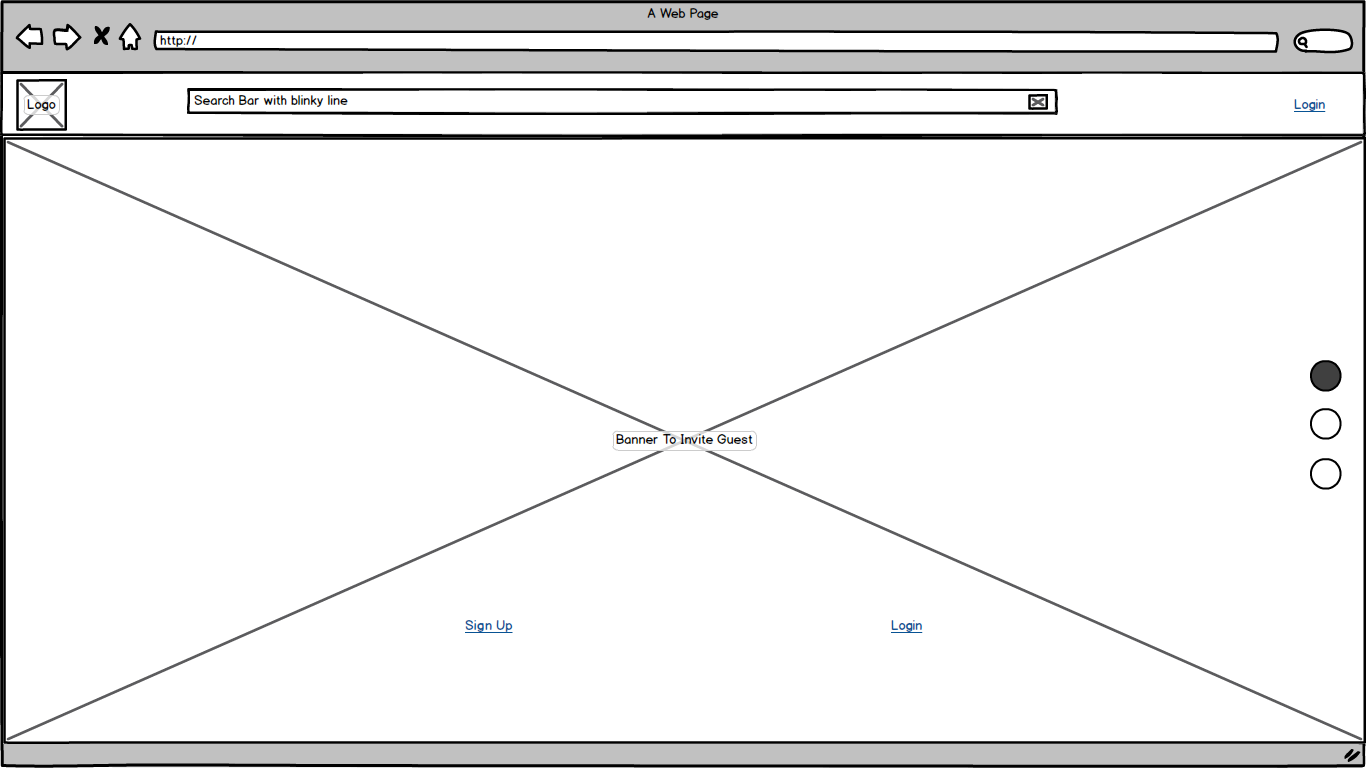 A Web Page
http://
Logo
Search Bar with blinky line
Login
Banner To Invite Guest
Sign Up
Login